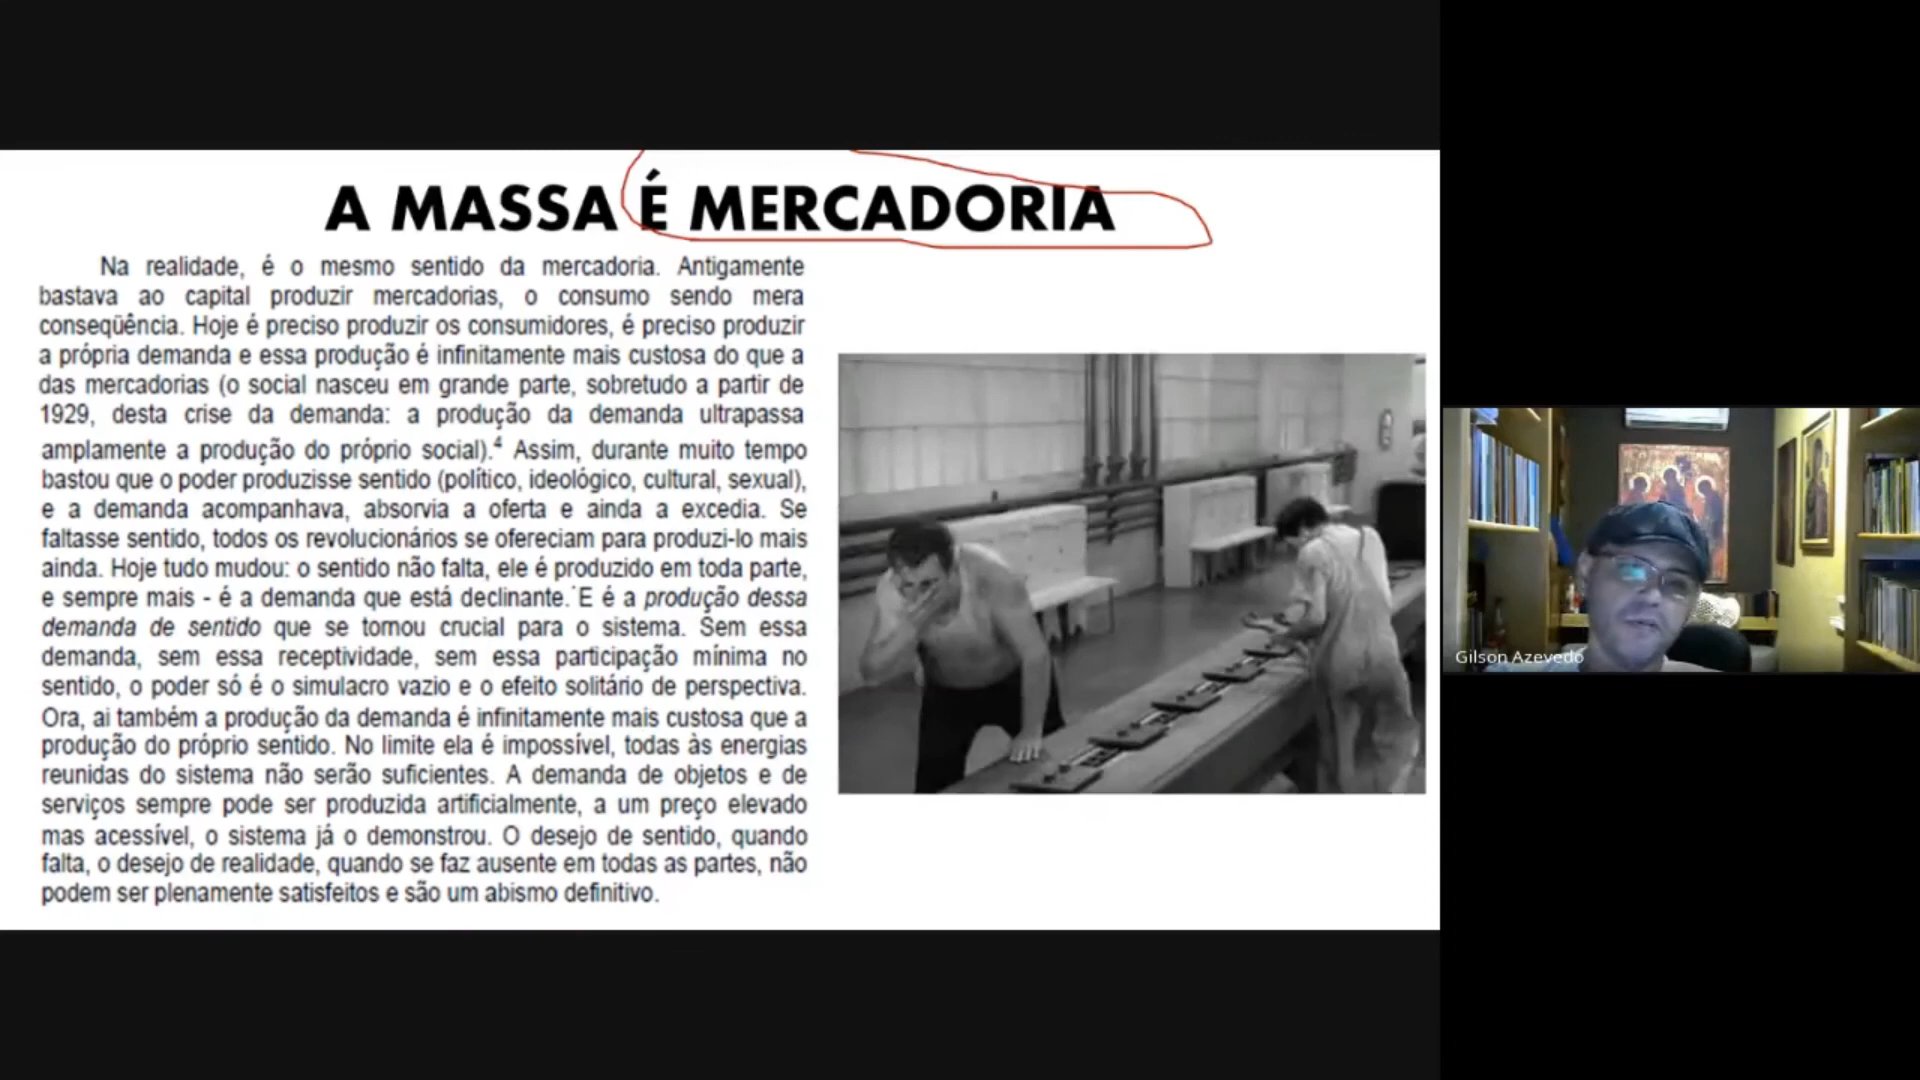 A MASSA É MERCADORIA
Na realidade, é o mesmo sentido da mercadoria. Antigamente
bastava ao capital produzir mercadorias, o consumo sendo mera
conseqüência. Hoje é preciso produzir os consumidores, é preciso produzir
a própria demanda e essa produção é infinitamente mais custosa do que a
das mercadorias (o social nasceu em grande parte, sobretudo a partir de
1929, desta crise da demanda: a produção da demanda ultrapassa
amplamente a produção do próprio social).⁴ Assim, durante muito tempo
bastou que o poder produzisse sentido (político, ideológico, cultural, sexual),
e a demanda acompanhava, absorvia a oferta e ainda a excedia. Se
faltasse sentido, todos os revolucionários se ofereciam para produzi-lo mais
ainda. Hoje tudo mudou: o sentido não falta, ele é produzido em toda parte,
e sempre mais - é a demanda que está declinante. E é a produção dessa
demanda de sentido que se tornou crucial para o sistema. Sem essa
demanda, sem essa receptividade, sem essa participação mínima no
sentido, o poder só é o simulacro vazio e o efeito solitário de perspectiva.
Ora, ai também a produção da demanda é infinitamente mais custosa que a
produção do próprio sentido. No limite ela é impossível, todas às energias
reunidas do sistema não serão suficientes. A demanda de objetos e de
serviços sempre pode ser produzida artificialmente, a um preço elevado
mas acessível, o sistema já o demonstrou. O desejo de sentido, quando
falta, o desejo de realidade, quando se faz ausente em todas as partes, não
podem ser plenamente satisfeitos e são um abismo definitivo.
Gilson Azevedo